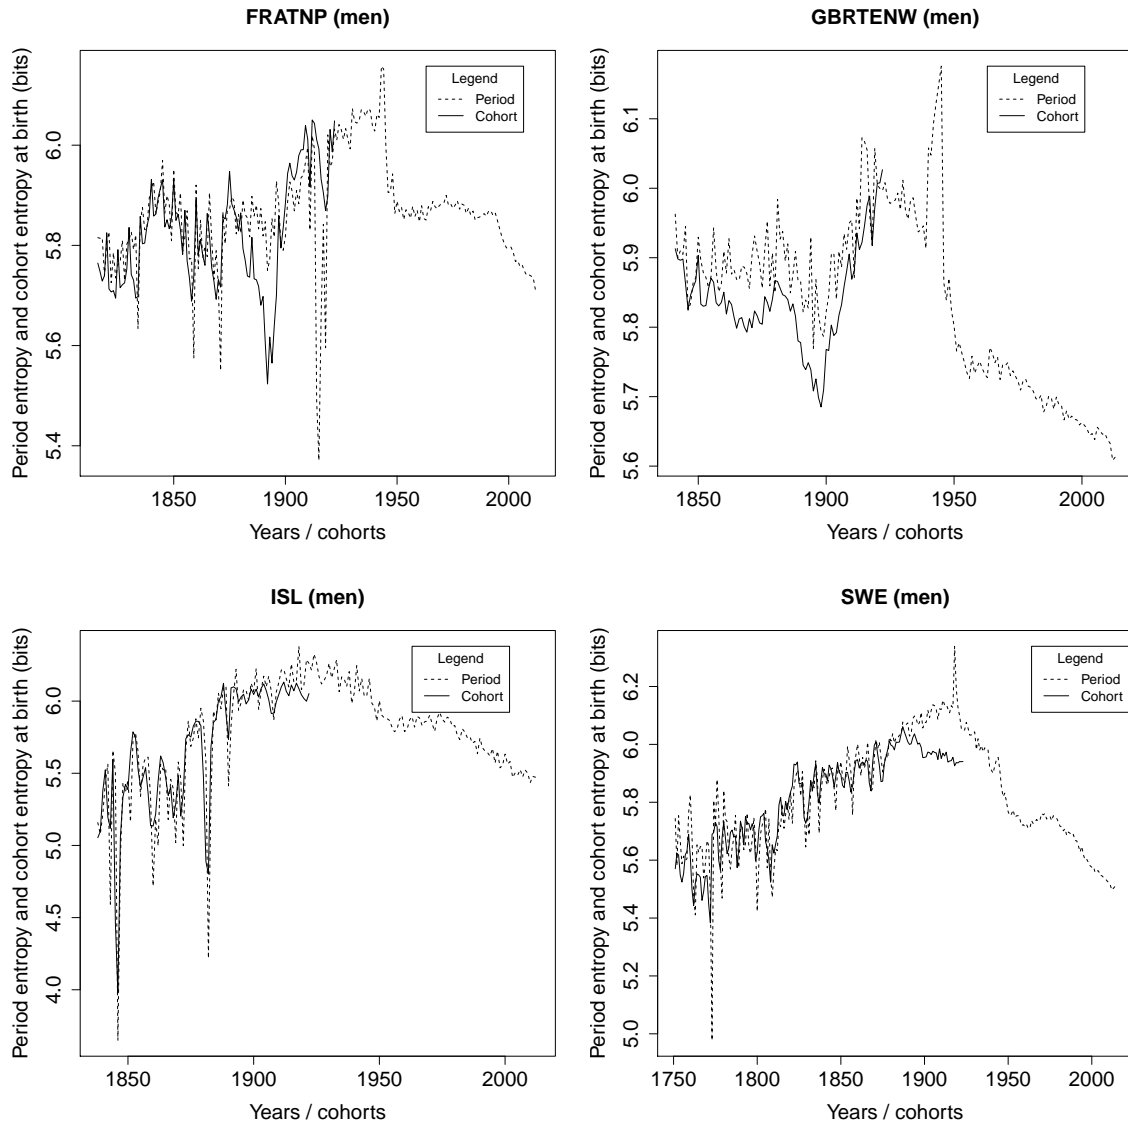 FRATNP (men)
Period entropy and cohort entropy at birth (bits)
5.4 5.6 5.8 6.0
Legend
Period
Cohort
1850 1900 1950 2000
Years / cohorts
GBRTENW (men)
Period entropy and cohort entropy at birth (bits)
5.6 5.7 5.8 5.9 6.0 6.1
Legend
Period
Cohort
1850 1900 1950 2000
Years / cohorts
ISL (men)
Period entropy and cohort entropy at birth (bits)
4.0 4.5 5.0 5.5 6.0
Legend
Period
Cohort
1850 1900 1950 2000
Years / cohorts
SWE (men)
Period entropy and cohort entropy at birth (bits)
5.0 5.2 5.4 5.6 5.8 6.0 6.2
Legend
Period
Cohort
1750 1800 1850 1900 1950 2000
Years / cohorts